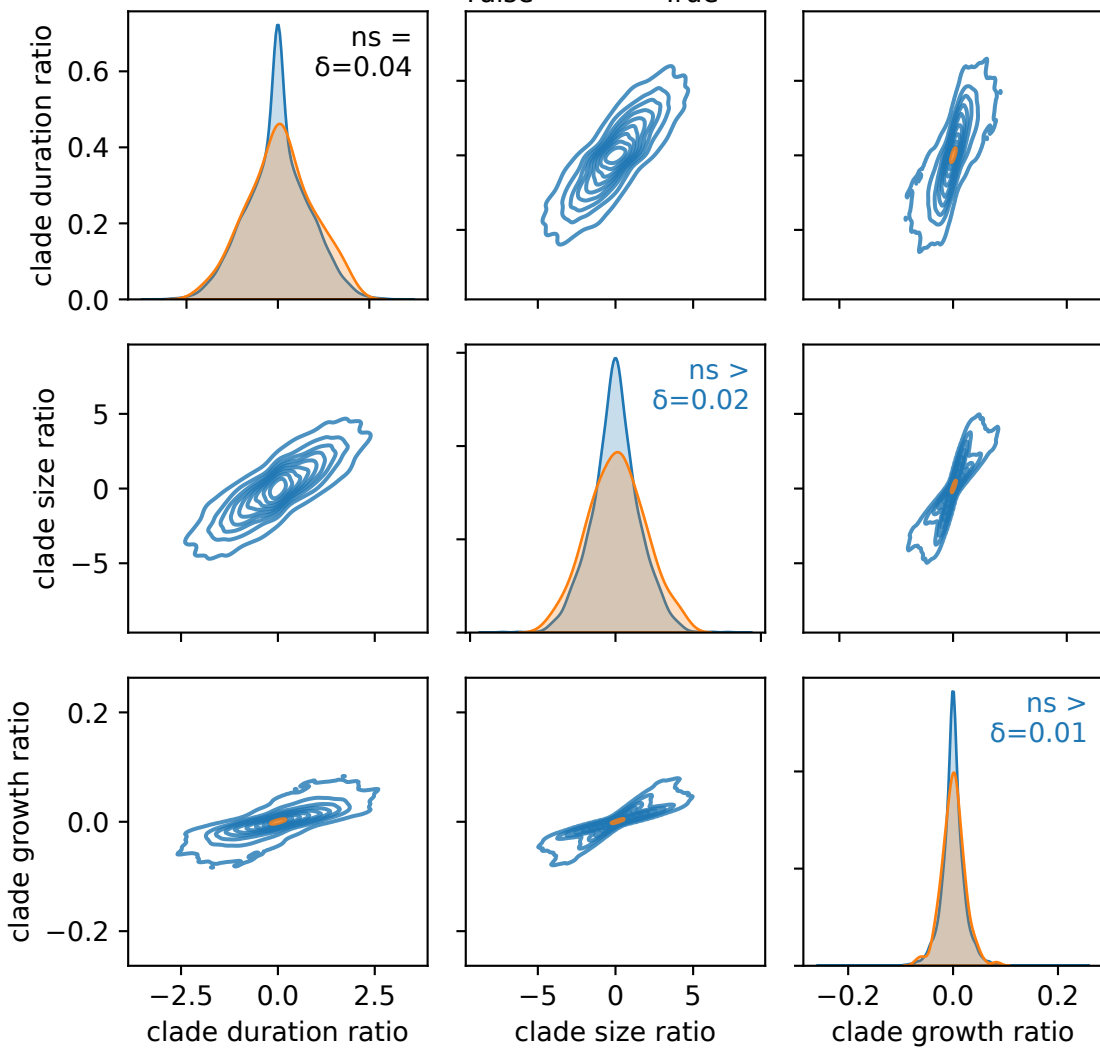 clade duration ratio
0.6
0.4
0.2
0.0
ns =
δ=0.04
clade size ratio
5
0
−5
ns >
δ=0.02
clade growth ratio
0.2
0.0
−0.2
ns >
δ=0.01
−2.5 0.0 2.5
−5 0 5
−0.2 0.0 0.2
clade duration ratio
clade size ratio
clade growth ratio